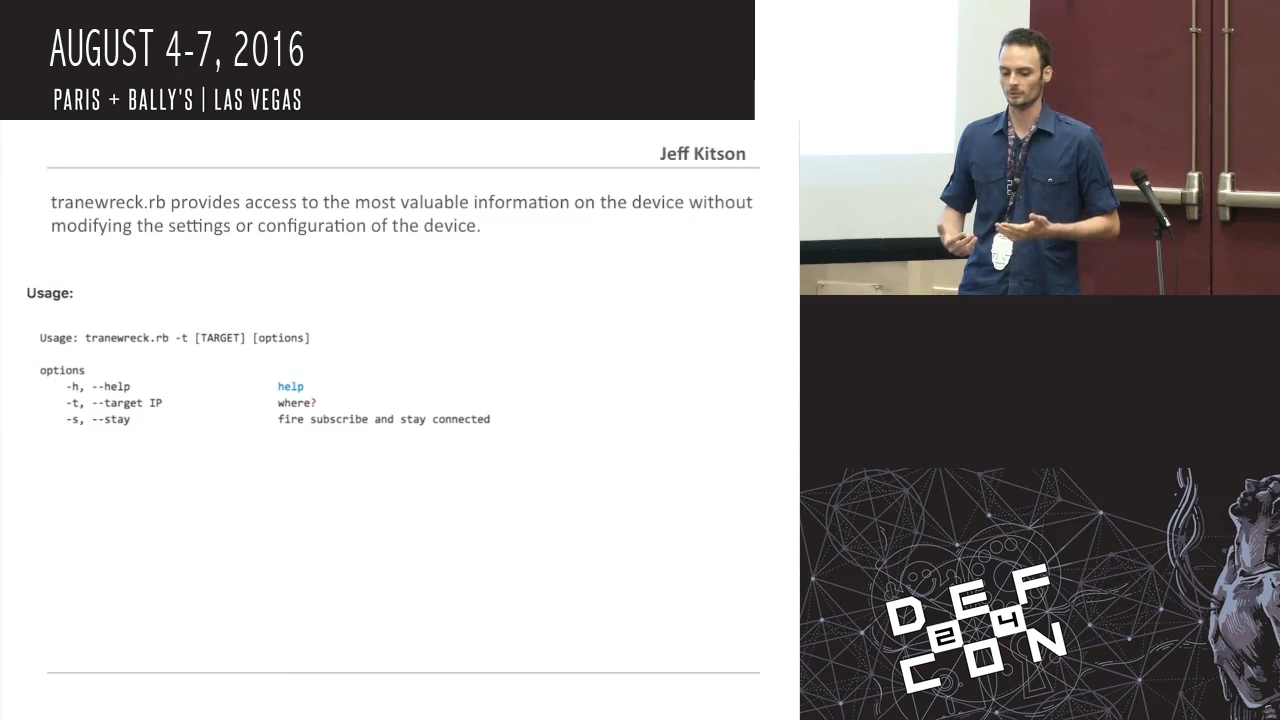 AUGUST 4-7, 2016
PARIS + BALLY'S | LAS VEGAS
Jeff Kitson
tranewreck.rb provides access to the most valuable information on the device without
modifying the settings or configuration of the device.
Usage:
Usage: tranewreck.rb -t [TARGET] [options]
options
-h, --help help
-t, --target IP where?
-s, --stay fire subscribe and stay connected
DEF
24
CON